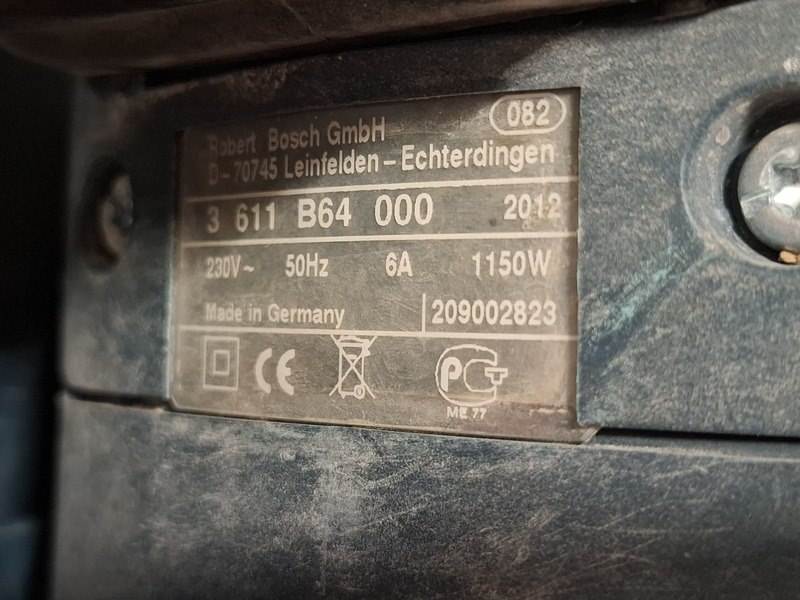 082
Robert Bosch GmbH
D-70745 Leinfelden-Echterdingen
3 611 B64 000 2012
230V~ 50Hz 6A 1150W
Made in Germany 209002823
CE PCT
ME 77